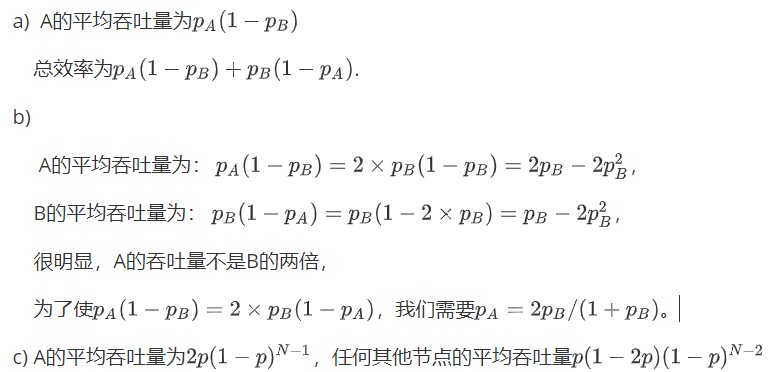 a) A的平均吞吐量为$p_A(1-p_B)$
总效率为$p_A(1-p_B)+p_B(1-p_A)$.
b)
A的平均吞吐量为：$p_A(1-p_B)=2\times p_B(1-p_B)=2p_B-2p_B^2$,
B的平均吞吐量为：$p_B(1-p_A)=p_B(1-2\times p_B)=p_B-2p_B^2$,
很明显，A的吞吐量不是B的两倍，
为了使$p_A(1-p_B)=2\times p_B(1-p_A)$，我们需要$p_A=2p_B/(1+p_B)$。
c) A的平均吞吐量为$2p(1-p)^{N-1}$，任何其他节点的平均吞吐量$p(1-2p)(1-p)^{N-2}$